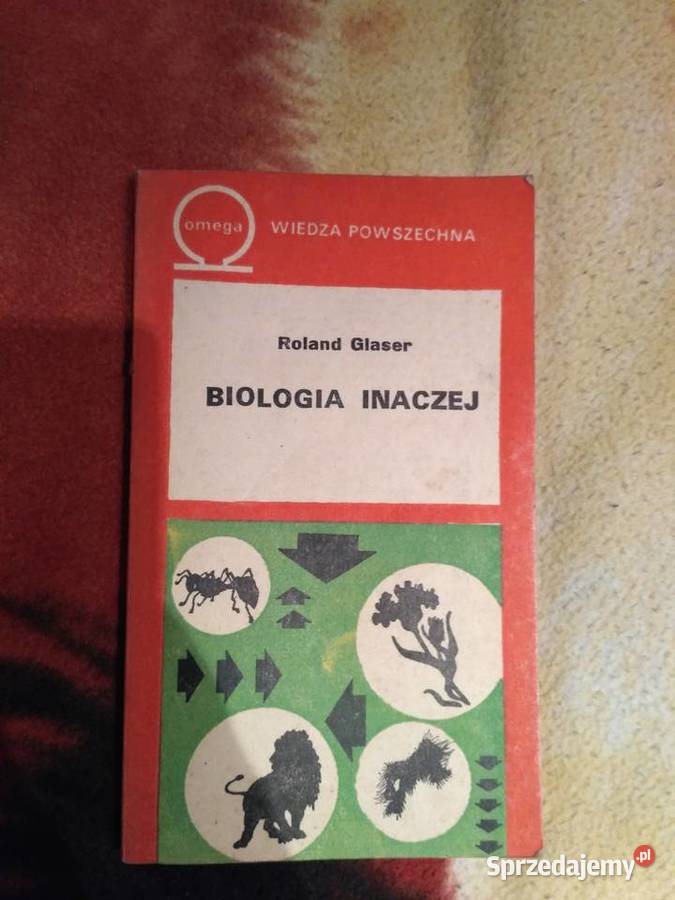 omega
WIEDZA POWSZECHNA
Roland Glaser
BIOLOGIA INACZEJ
Sprzedajemy.pl